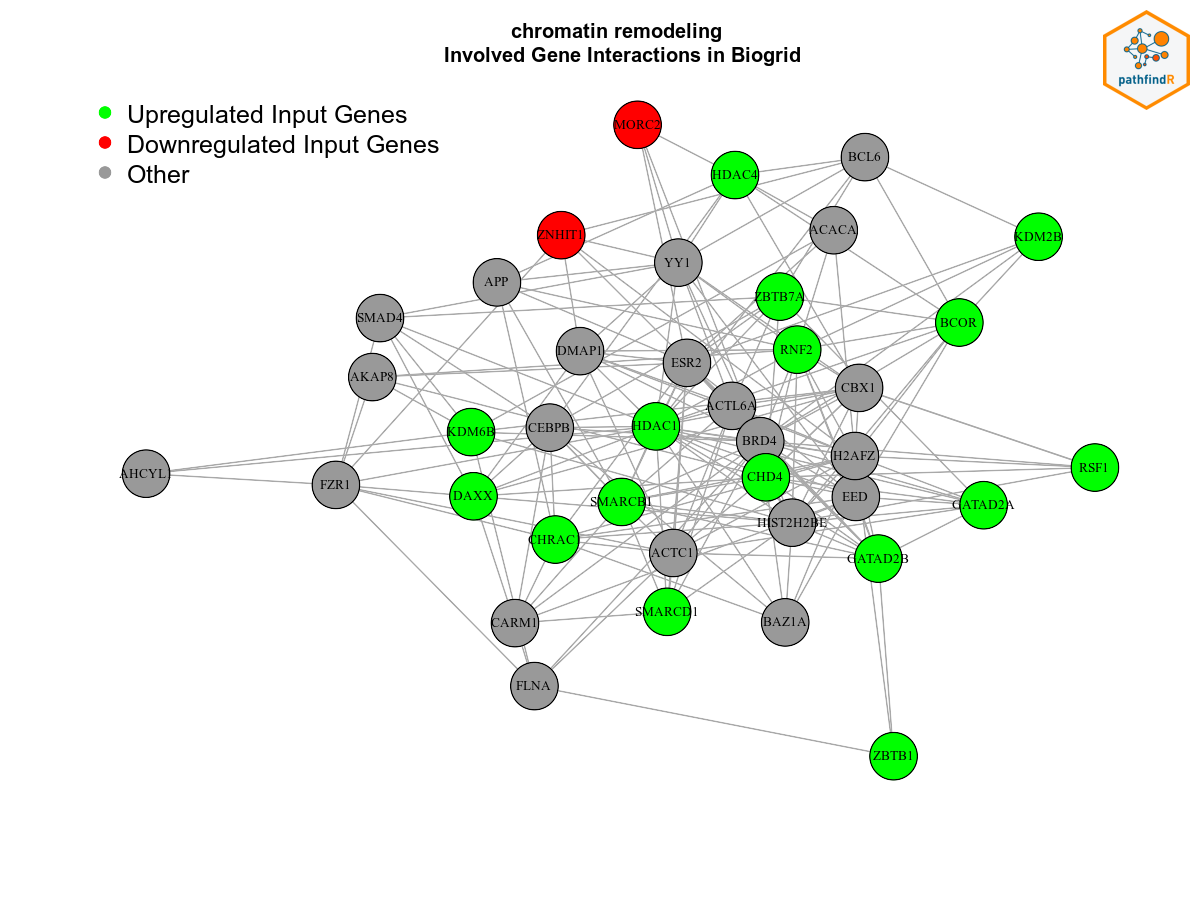 chromatin remodeling
Involved Gene Interactions in Biogrid
pathfindR
Upregulated Input Genes
Downregulated Input Genes
Other
MORC2
BCL6
HDAC4
ACACA
ZNHIT1
KDM2B
YY1
APP
ZBTB7A
SMAD4
BCOR
DMAP1
RNF2
ESR2
AKAP8
CBX1
ACTL6A
HDAC1
CEBPB
KDM6B
BRD4
H2AFZ
RSF1
AHCYL
CHD4
FZR1
DAXX
EED
SMARCB1
GATAD2A
HIST2H2BE
CHRAC
ACTC1
GATAD2B
SMARCD1
CARM1
BAZ1A
FLNA
ZBTB1